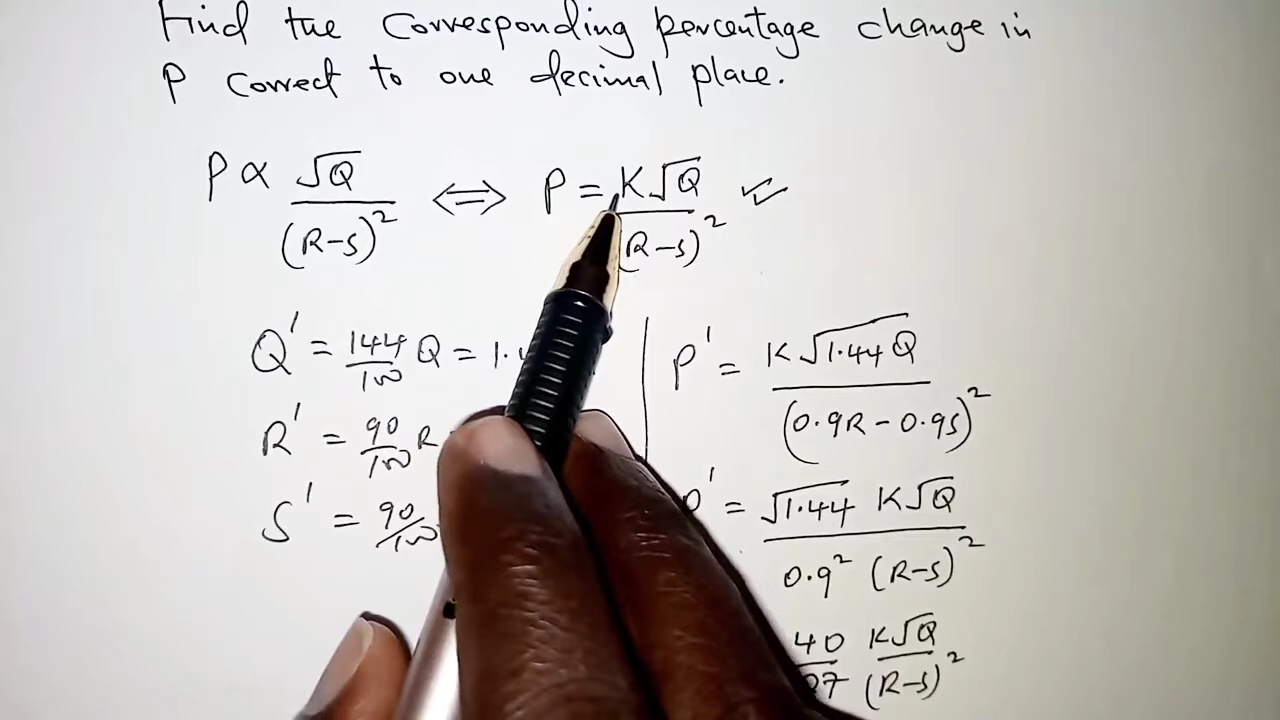 Find the Corresponding percentage change in
P Correct to one decimal place.
P ∝ √Q / (R-S)² ⟺ P = K√Q / (R-S)² ✓
Q' = 144/100 Q = 1.
R' = 90/100 R
S' = 90/100
P' = K√1.44Q / (0.9R - 0.9S)²
P' = √1.44 K√Q / 0.9² (R-S)²
40/27 K√Q / (R-S)²